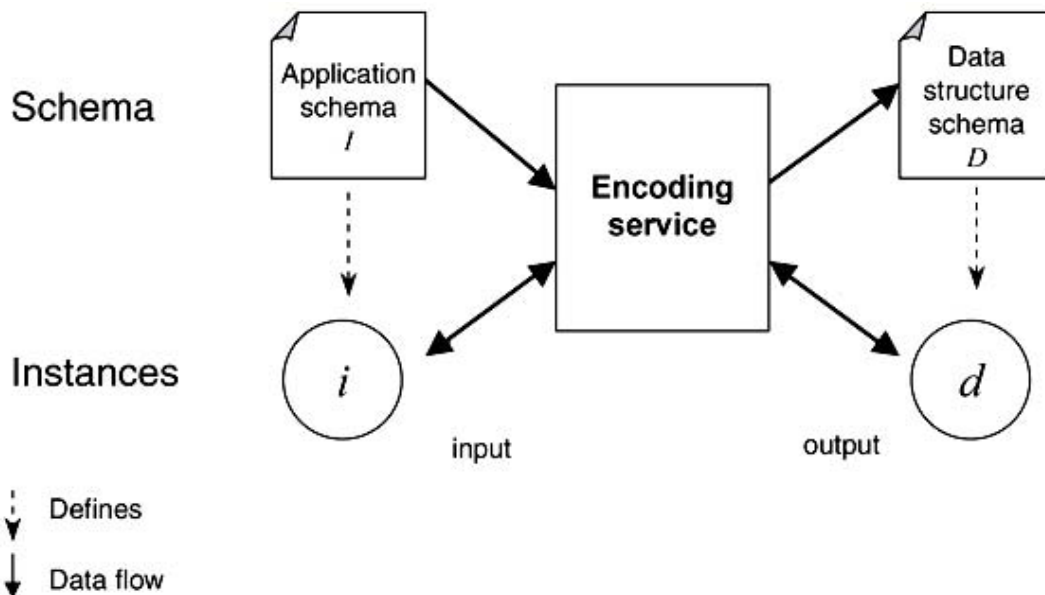 Schema
Application
schema
I
Encoding
service
Data
structure
schema
D
Instances
i
input
output
d
Defines
Data flow